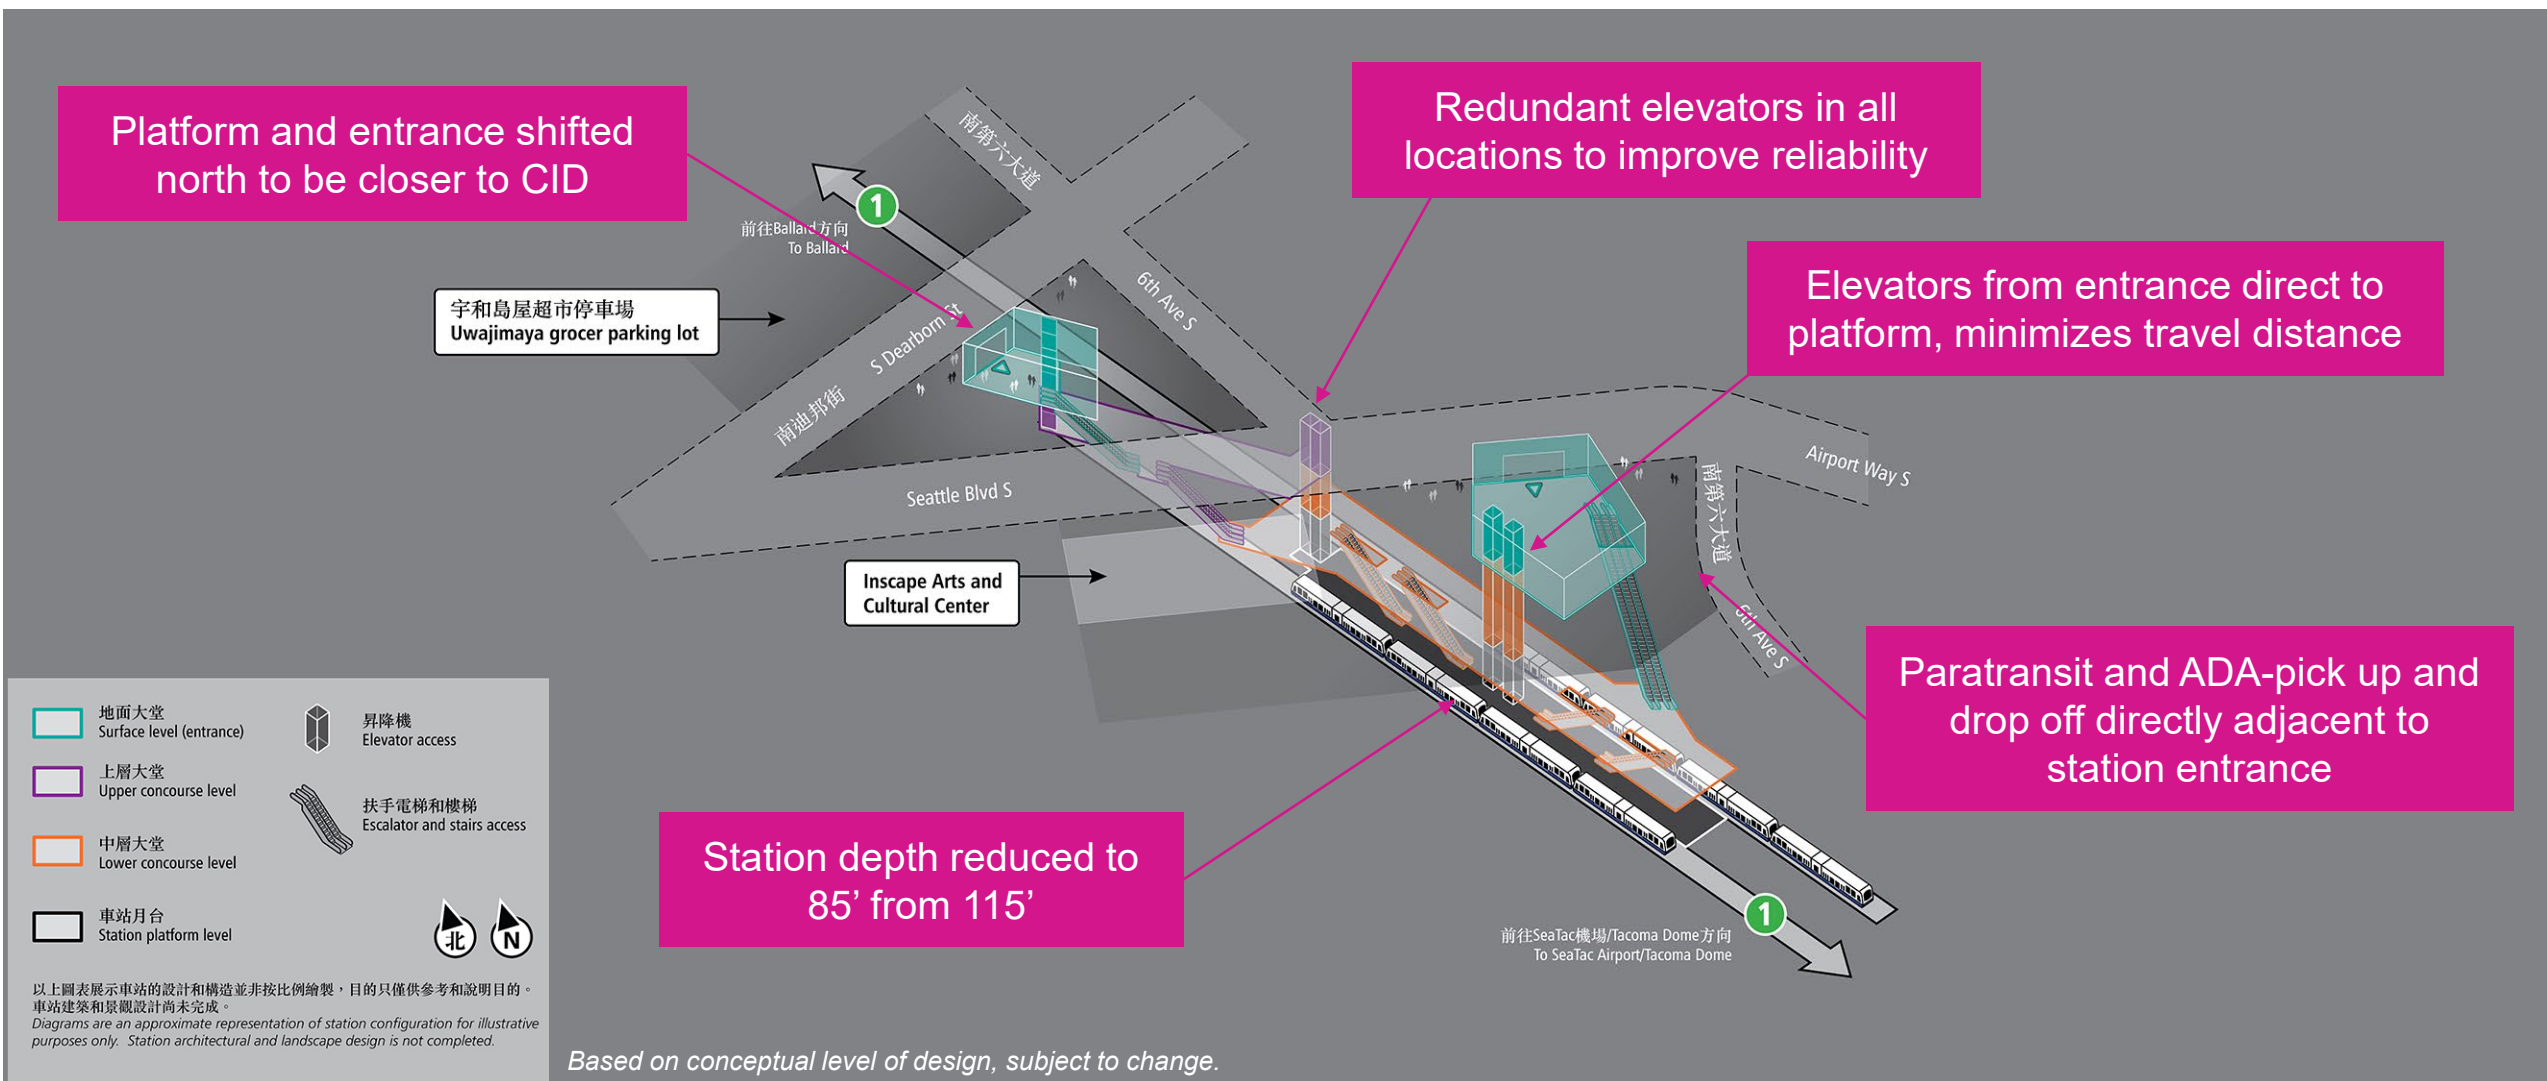 Platform and entrance shifted
north to be closer to CID
Redundant elevators in all
locations to improve reliability
Elevators from entrance direct to
platform, minimizes travel distance
Paratransit and ADA-pick up and
drop off directly adjacent to
station entrance
Station depth reduced to
85’ from 115’
南第六大道
1
前往Ballard方向
To Ballard
6th Ave S
宇和島屋超市停車場
Uwajimaya grocer parking lot
S Dearborn St
南迪邦街
Seattle Blvd S
Airport Way S
南第六大道
6th Ave S
Inscape Arts and
Cultural Center
1
前往SeaTac機場/Tacoma Dome方向
To SeaTac Airport/Tacoma Dome
地面大堂
Surface level (entrance)
上層大堂
Upper concourse level
中層大堂
Lower concourse level
車站月台
Station platform level
昇降機
Elevator access
扶手電梯和樓梯
Escalator and stairs access
北
N
以上圖表展示車站的設計和構造並非按比例繪製，目的只僅供參考和說明目的。
車站建築和景觀設計尚未完成。
Diagrams are an approximate representation of station configuration for illustrative
purposes only. Station architectural and landscape design is not completed.
Based on conceptual level of design, subject to change.